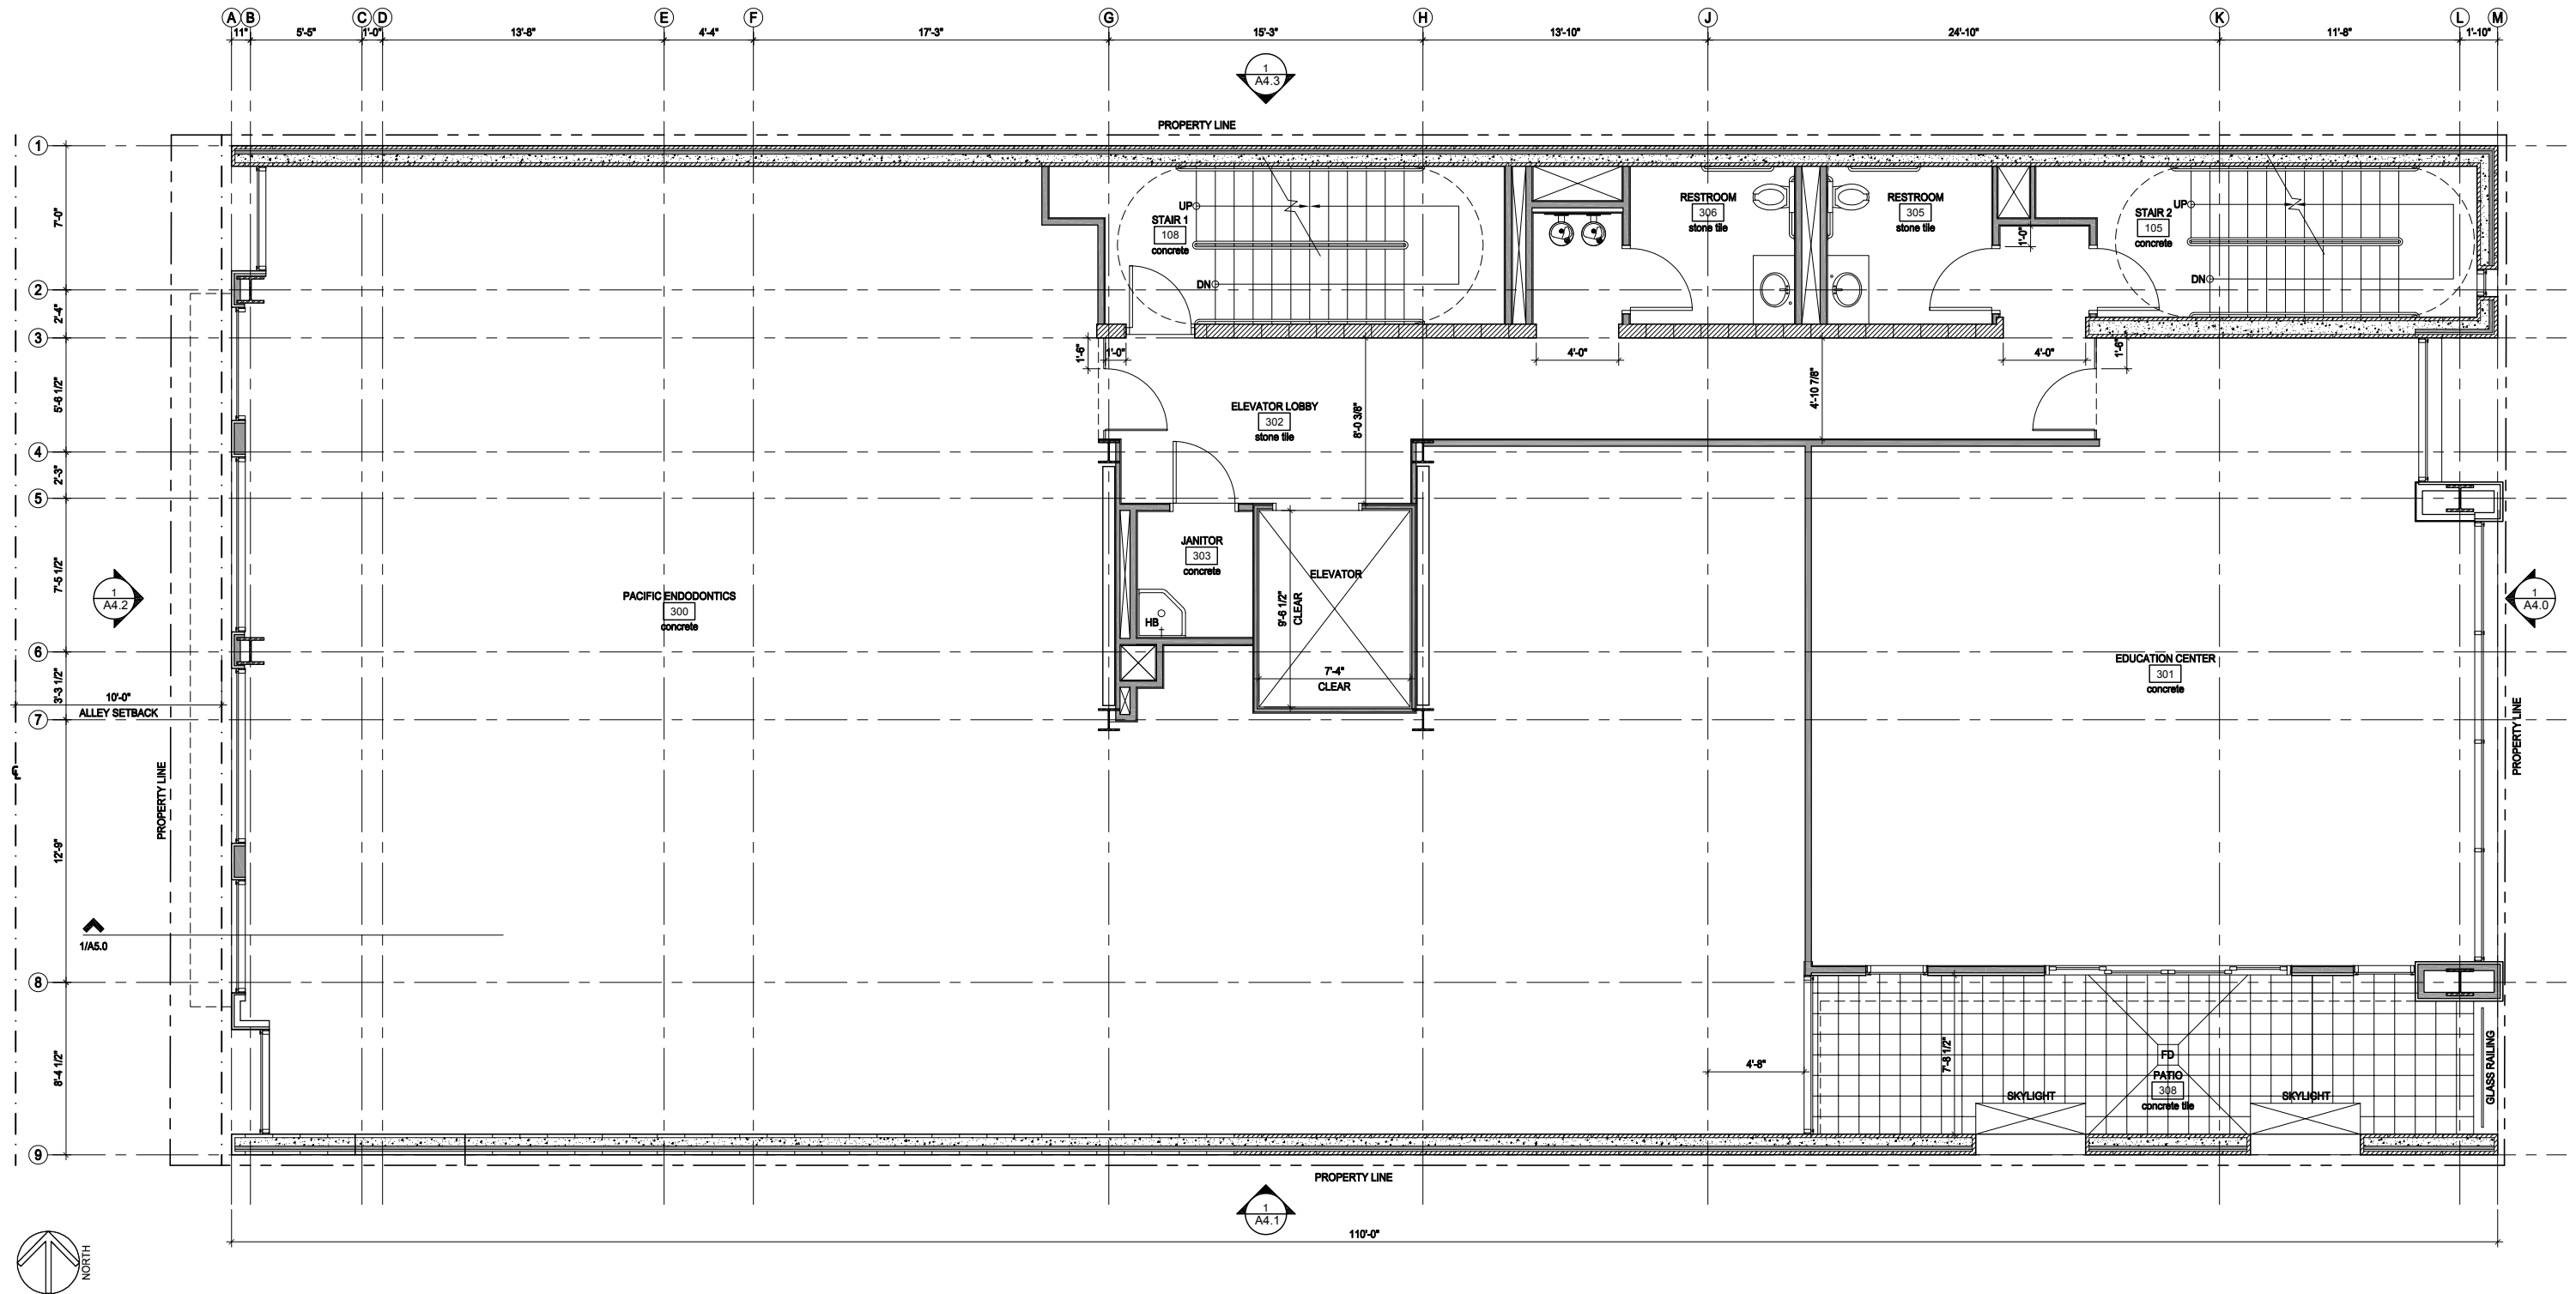 A B C D E F G H J K L M
11" 5'-5" 1'-0" 13'-8" 4'-4" 17'-3" 15'-3" 13'-10" 24'-10" 11'-8" 1'-10"
1
A4.3
PROPERTY LINE
1
7'-0"
2
2'-4"
3
5'-6 1/2"
4
2'-3"
5
7'-5 1/2"
6
3'-3 1/2"
7
12'-9"
8
8'-4 1/2"
9
UP
STAIR 1
108
concrete
DN
RESTROOM
306
stone tile
RESTROOM
305
stone tile
1'-0"
UP
STAIR 2
105
concrete
DN
1'-6"
1'-0"
4'-0"
4'-0"
1'-6"
ELEVATOR LOBBY
302
stone tile
8'-0 3/8"
4'-10 7/8"
JANITOR
303
concrete
HB
ELEVATOR
9'-6 1/2"
CLEAR
7'-4"
CLEAR
1
A4.2
PACIFIC ENDODONTICS
300
concrete
1
A4.0
EDUCATION CENTER
301
concrete
10'-0"
ALLEY SETBACK
PROPERTY LINE
PROPERTY LINE
1/A5.0
4'-8"
7'-8 1/2"
FD
PATIO
308
concrete tile
SKYLIGHT
SKYLIGHT
GLASS RAILING
PROPERTY LINE
1
A4.1
110'-0"
NORTH